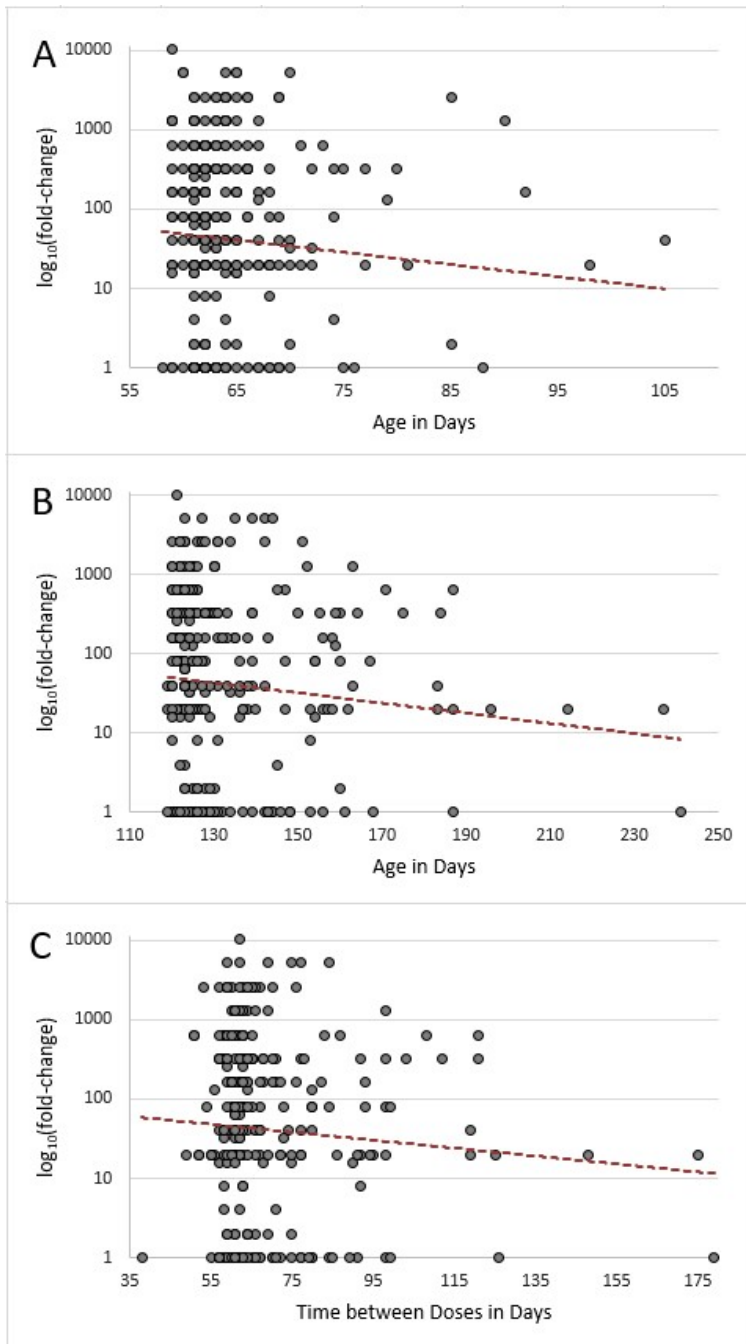 A
10000
1000
100
10
1
log₁₀(fold-change)
55 65 75 85 95 105
Age in Days
B
10000
1000
100
10
1
log₁₀(fold-change)
110 130 150 170 190 210 230 250
Age in Days
C
10000
1000
100
10
1
log₁₀(fold-change)
35 55 75 95 115 135 155 175
Time between Doses in Days